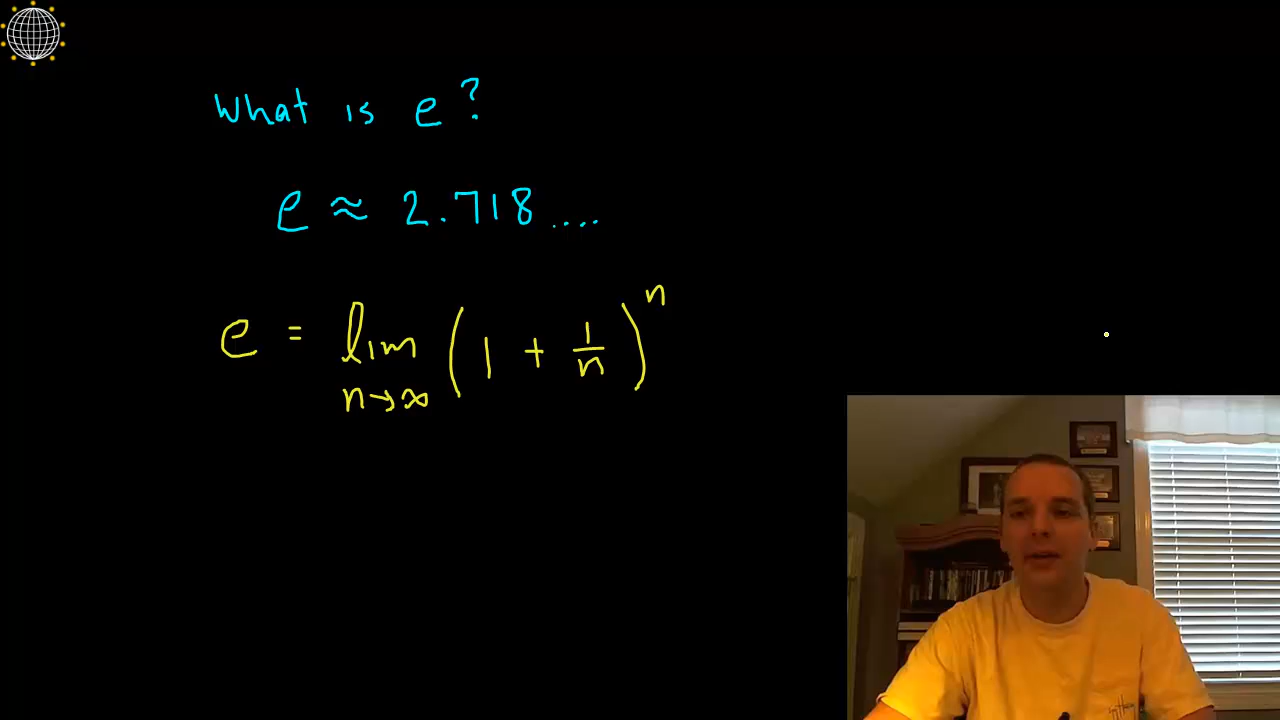 What is e?
e ≈ 2.718....
e = lim n→∞ (1 + 1/n)^n